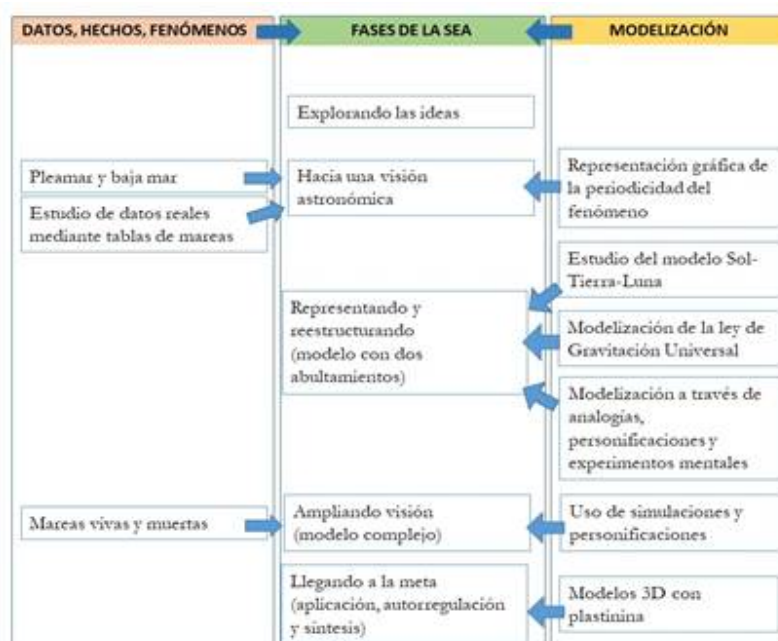 DATOS, HECHOS, FENÓMENOS
FASES DE LA SEA
MODELIZACIÓN
Explorando las ideas
Pleamar y baja mar
Estudio de datos reales
mediante tablas de mareas
Hacia una visión
astronómica
Representación gráfica de
la periodicidad del
fenómeno
Representando y
reestructurando
(modelo con dos
abultamientos)
Estudio del modelo Sol-
Tierra-Luna
Modelización de la ley de
Gravitación Universal
Modelización a través de
analogías,
personificaciones y
experimentos mentales
Mareas vivas y muertas
Ampliando visión
(modelo complejo)
Uso de simulaciones y
personificaciones
Llegando a la meta
(aplicación, autorregulación
y síntesis)
Modelos 3D con
plastinina